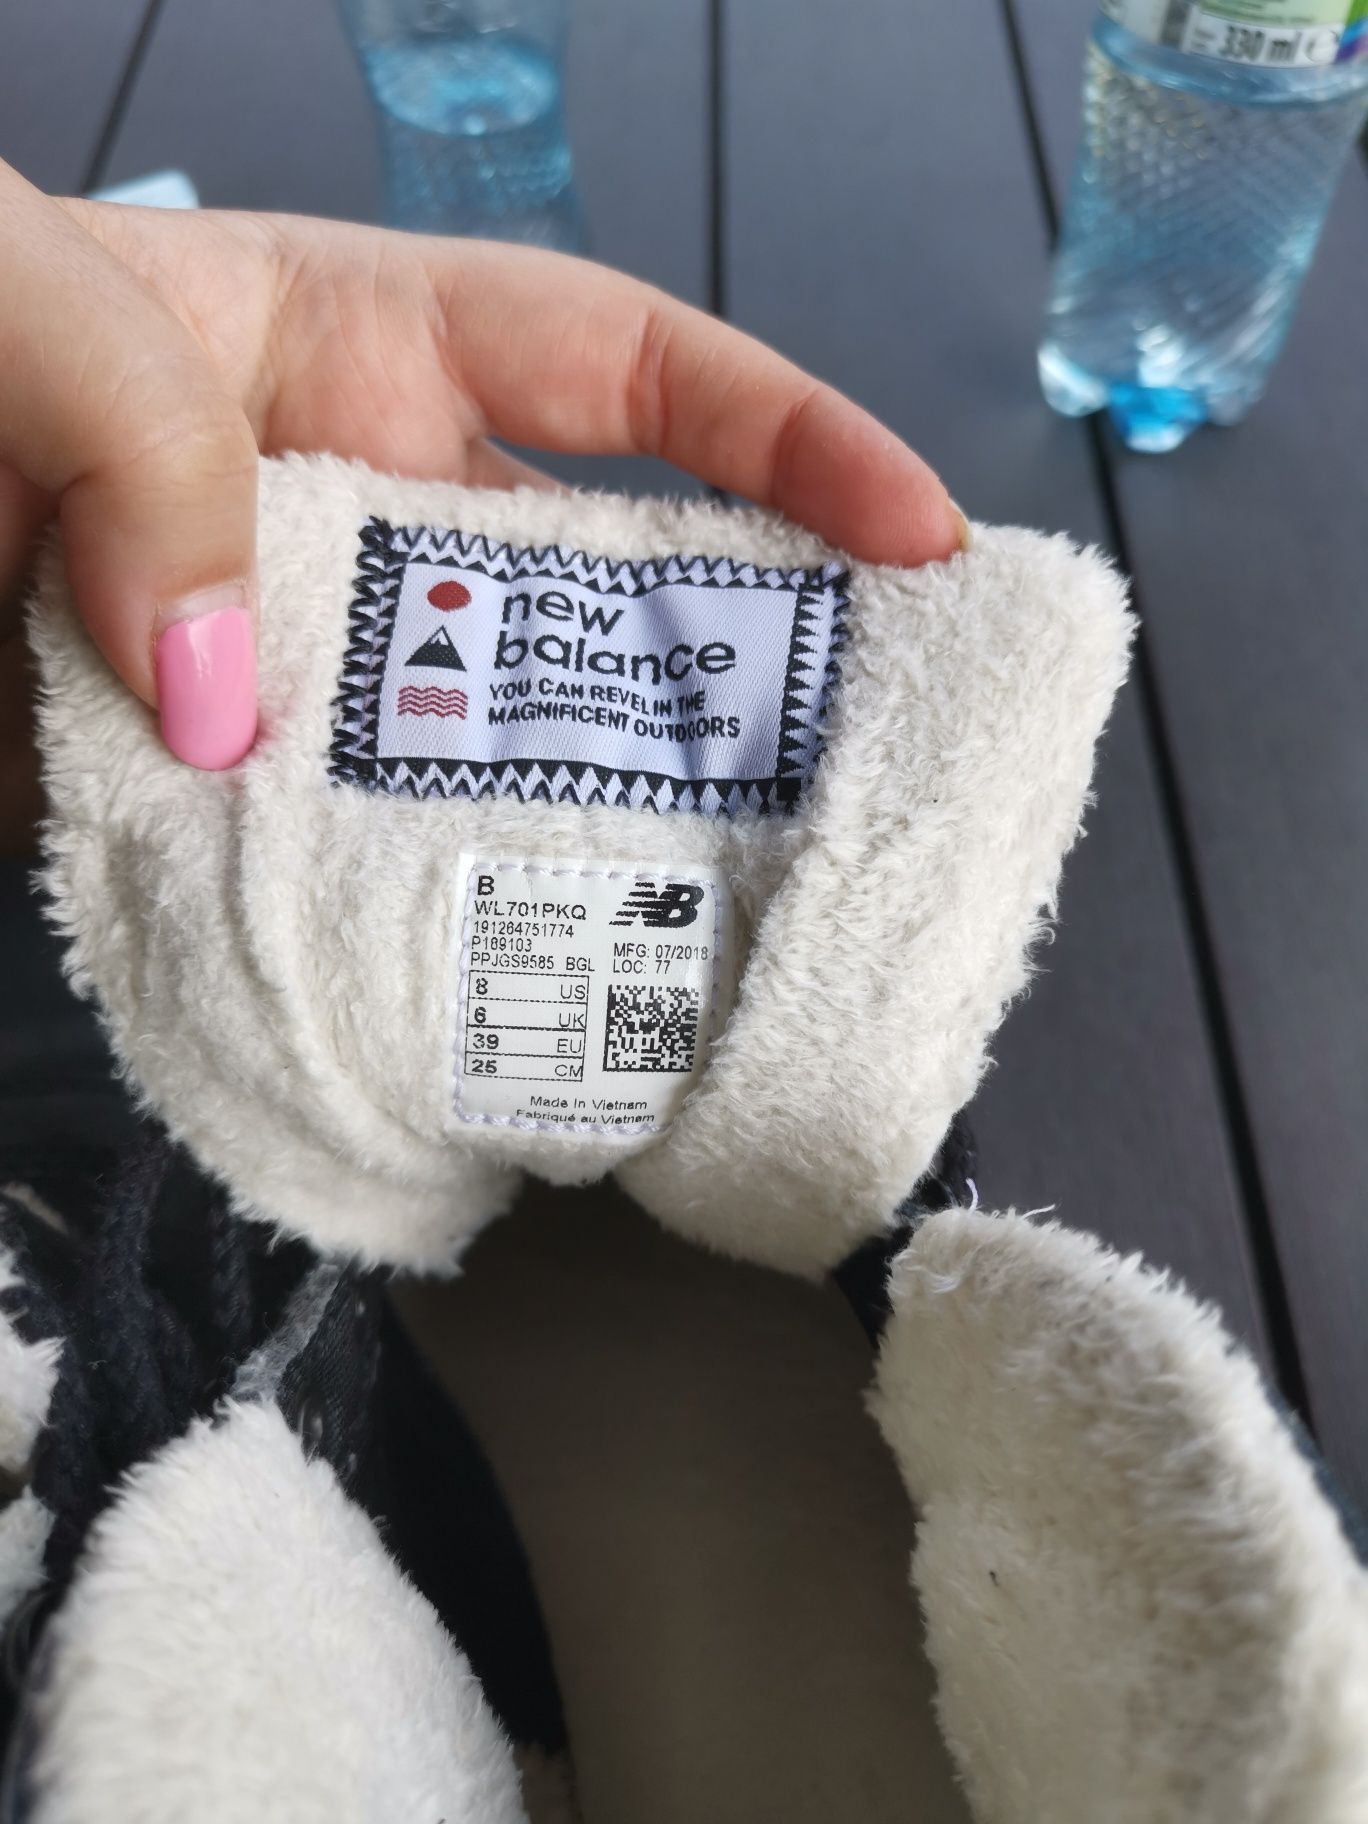 330 ml e
new
balance
YOU CAN REVEL IN THE
MAGNIFICENT OUTDOORS
B
WL701PKQ
191264751774
P189103
PPJGS9585 BGL
NB
MFG: 07/2018
LOC: 77
8 US
6 UK
39 EU
25 CM
Made In Vietnam
Fabriqué au Vietnam